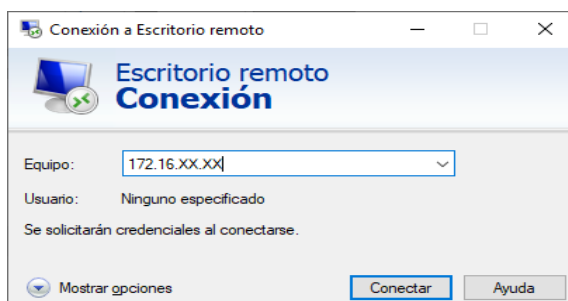 Conexión a Escritorio remoto
Escritorio remoto
Conexión
Equipo: 172.16.XX.XX
Usuario: Ninguno especificado
Se solicitarán credenciales al conectarse.
Mostrar opciones Conectar Ayuda